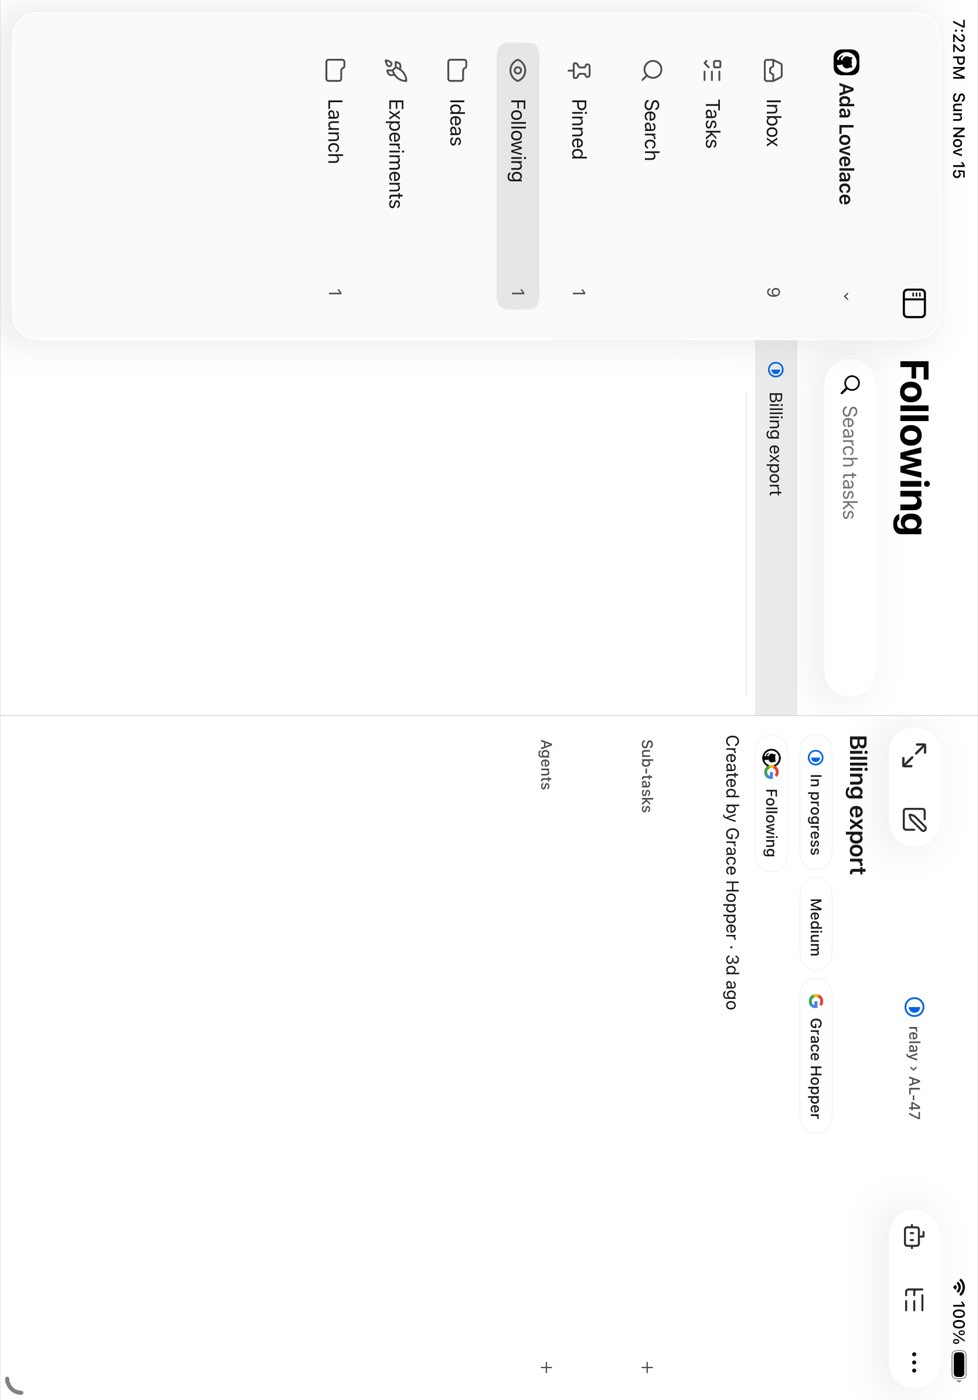 7:22 PM Sun Nov 15
100%
Ada Lovelace
Inbox 9
Tasks
Search
Pinned 1
Following 1
Ideas
Experiments
Launch 1
Following
Search tasks
Billing export
relay › AL-47
Billing export
In progress Medium Grace Hopper
Following
Created by Grace Hopper · 3d ago
Sub-tasks
Agents